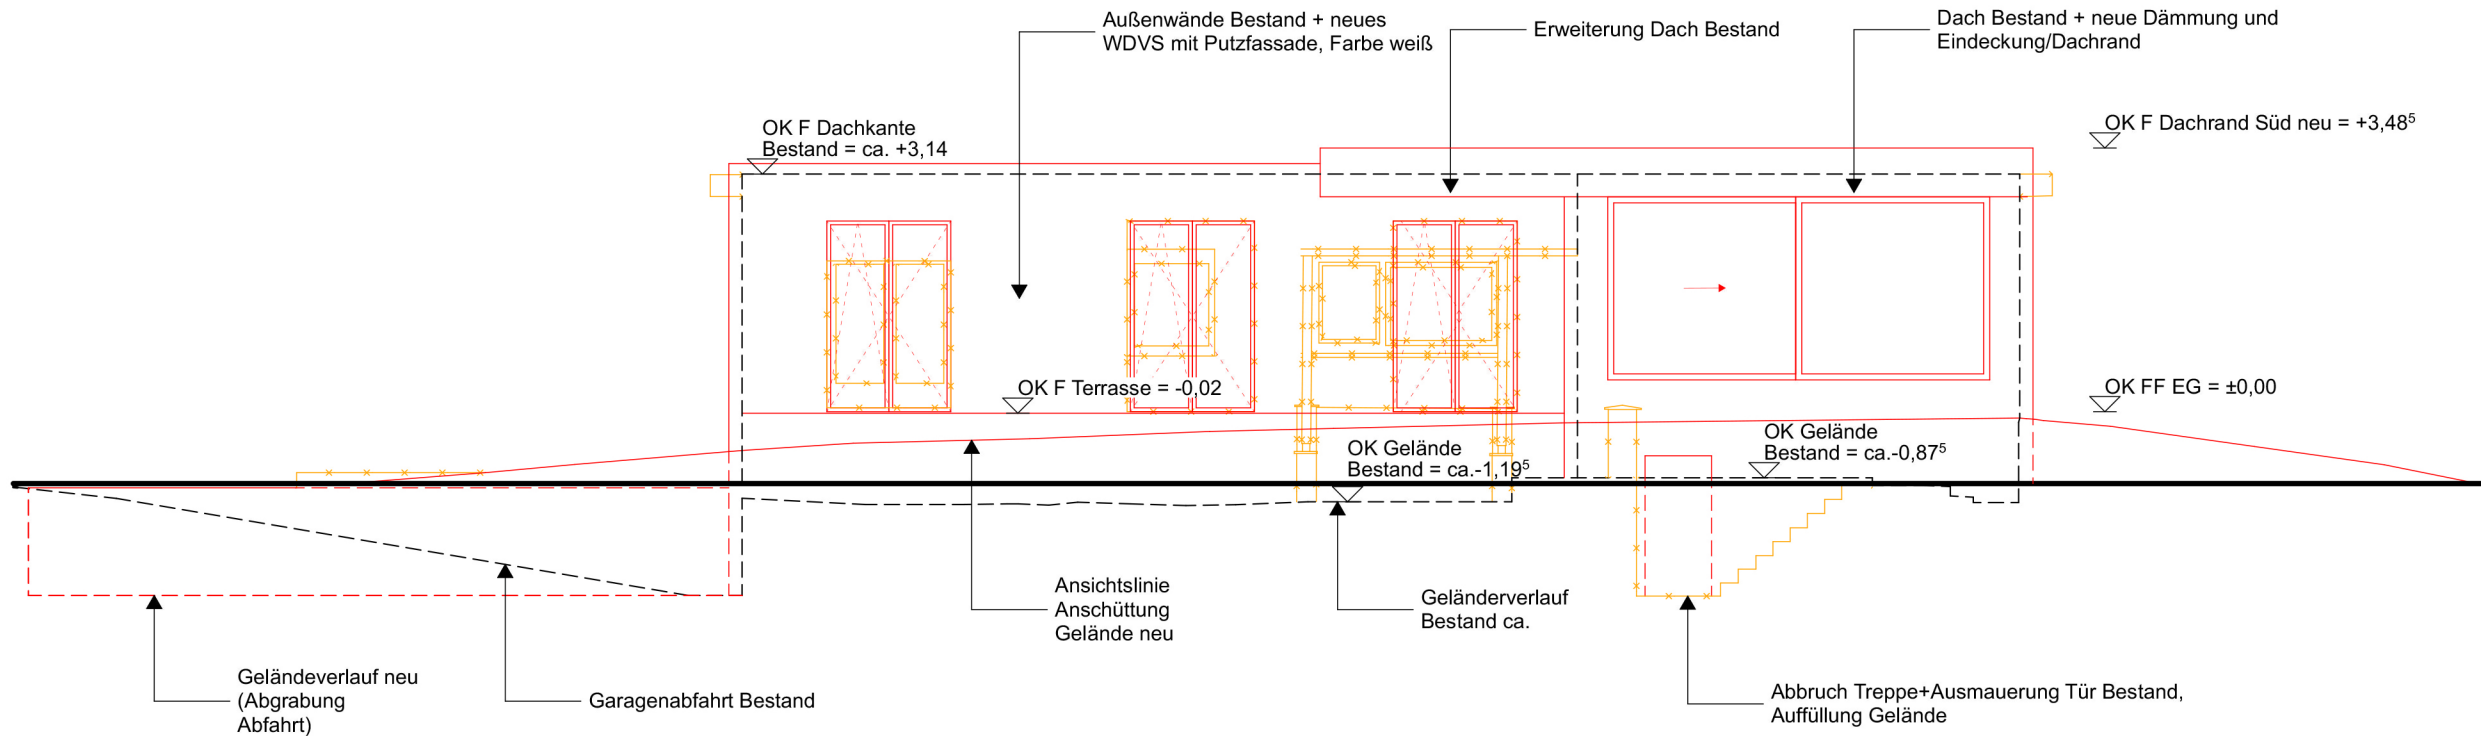 Außenwände Bestand + neues
WDVS mit Putzfassade, Farbe weiß
Erweiterung Dach Bestand
Dach Bestand + neue Dämmung und
Eindeckung/Dachrand
OK F Dachkante
Bestand = ca. +3,14
OK F Dachrand Süd neu = +3,48⁵
OK F Terrasse = -0,02
OK FF EG = ±0,00
OK Gelände
Bestand = ca.-1,19⁵
OK Gelände
Bestand = ca.-0,87⁵
Ansichtslinie
Anschüttung
Gelände neu
Geländerverlauf
Bestand ca.
Geländeverlauf neu
(Abgrabung
Abfahrt)
Garagenabfahrt Bestand
Abbruch Treppe+Ausmauerung Tür Bestand,
Auffüllung Gelände